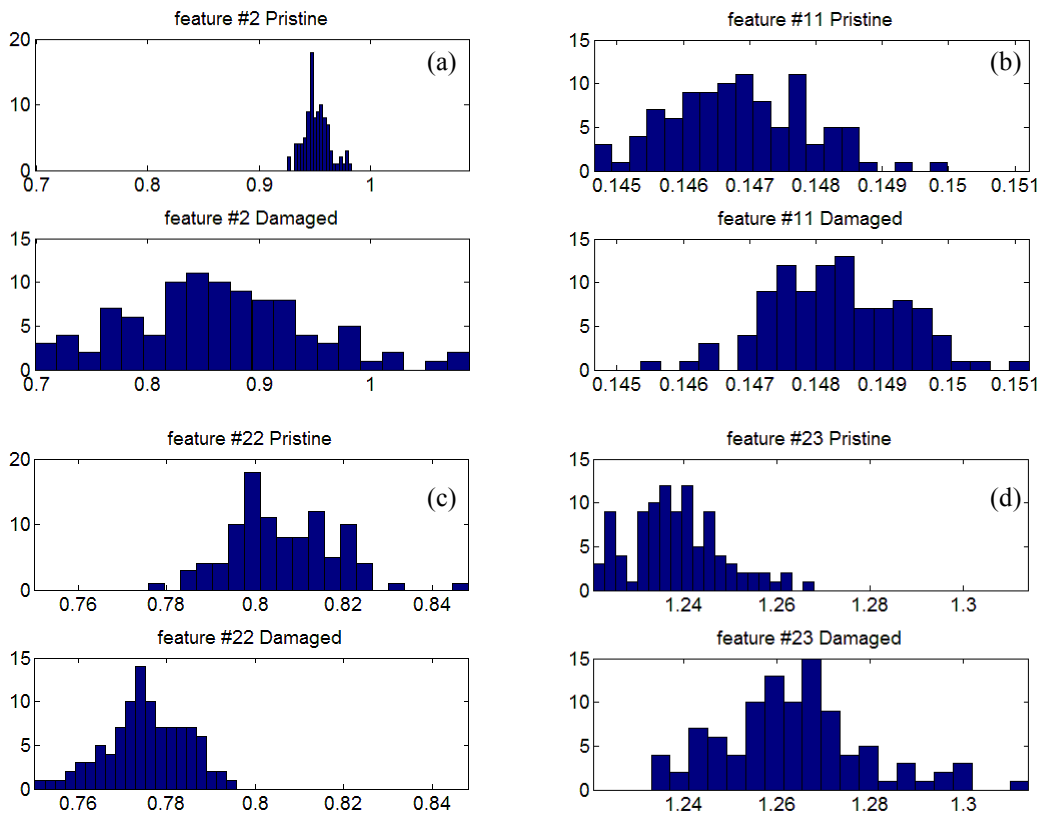 feature #2 Pristine
20
10
0
(a)
0.7 0.8 0.9 1
feature #2 Damaged
15
10
5
0
0.7 0.8 0.9 1
feature #11 Pristine
15
10
5
0
(b)
0.145 0.146 0.147 0.148 0.149 0.15 0.151
feature #11 Damaged
15
10
5
0
0.145 0.146 0.147 0.148 0.149 0.15 0.151
feature #22 Pristine
20
10
0
(c)
0.76 0.78 0.8 0.82 0.84
feature #22 Damaged
15
10
5
0
0.76 0.78 0.8 0.82 0.84
feature #23 Pristine
15
10
5
0
(d)
1.24 1.26 1.28 1.3
feature #23 Damaged
15
10
5
0
1.24 1.26 1.28 1.3